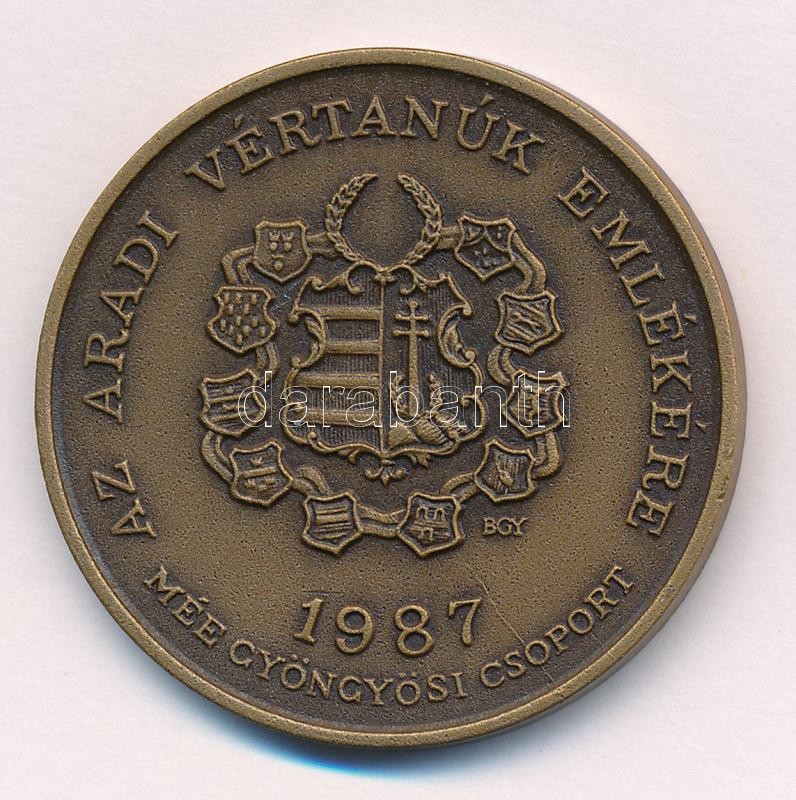 AZ ARADI VÉRTANÚK EMLÉKÉRE
darabanth
BGY
1987
MÉE GYÖNGYÖSI CSOPORT